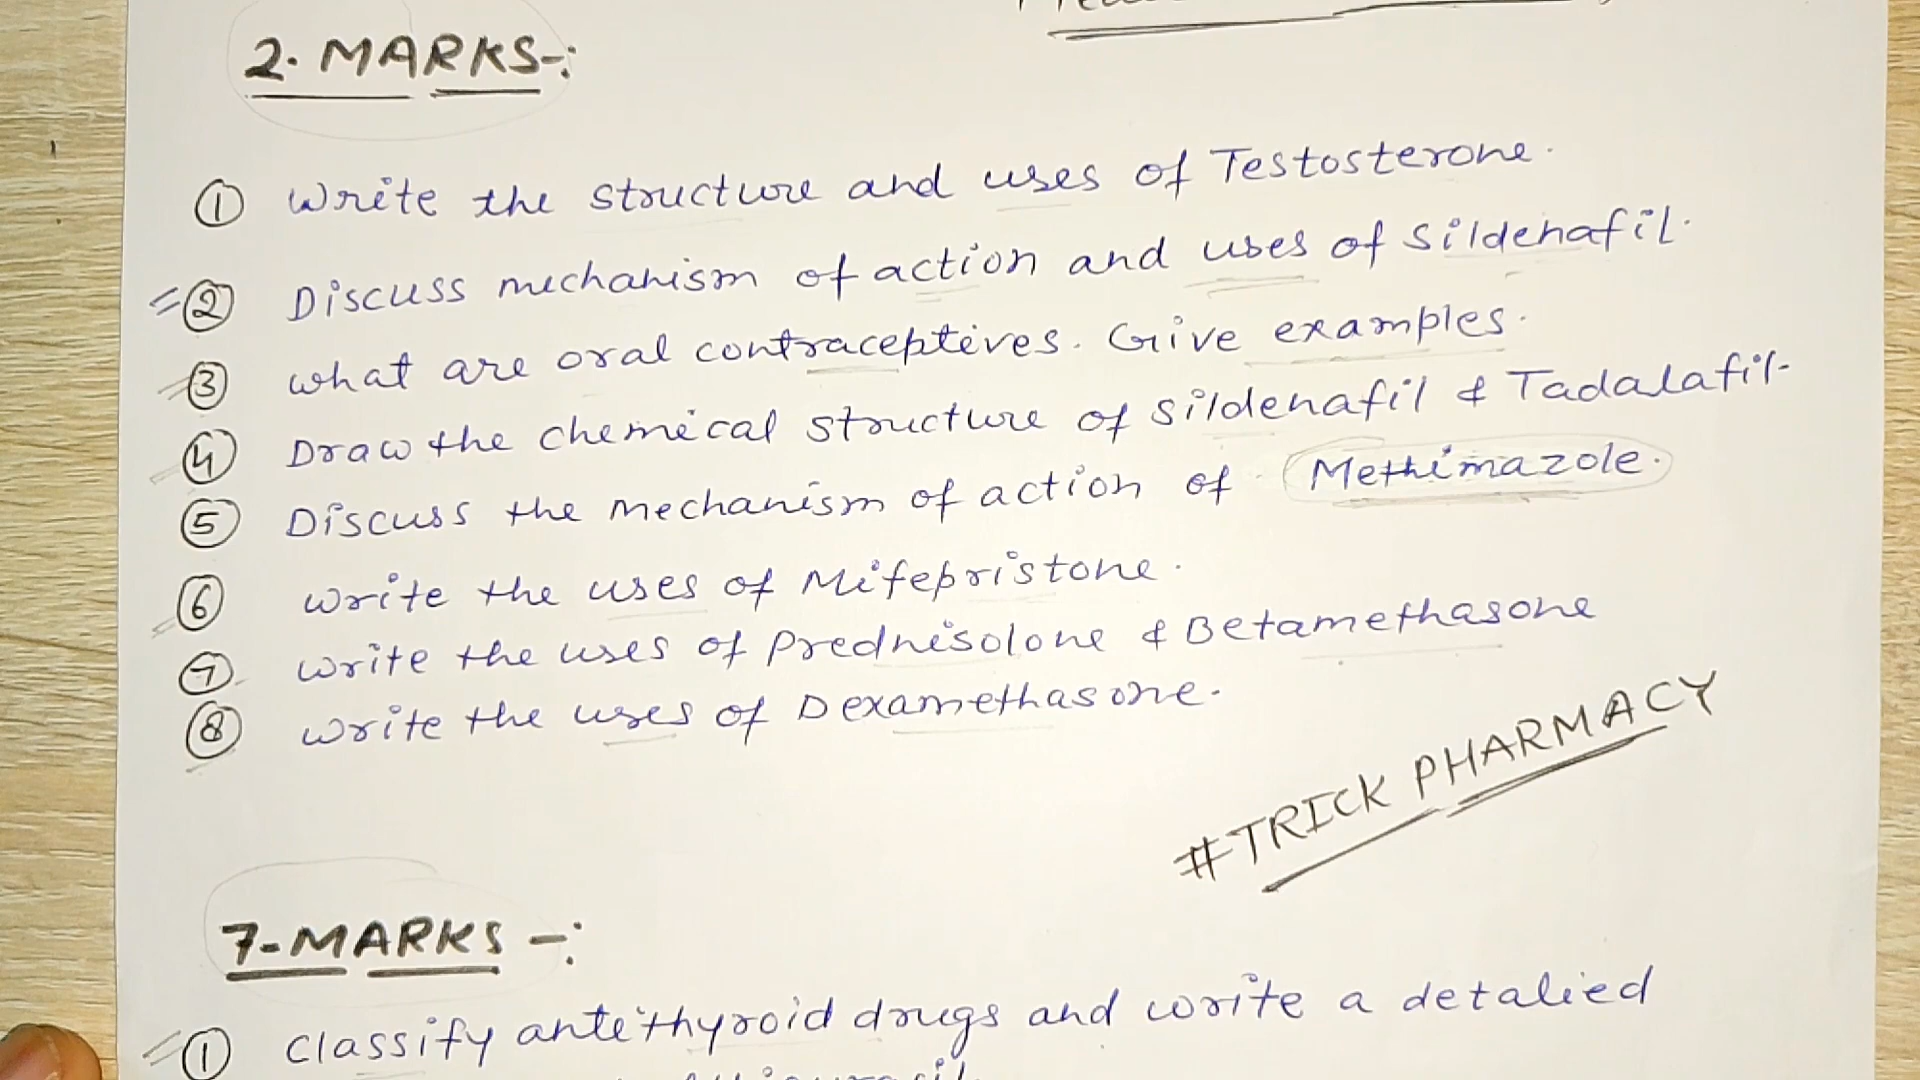 2. MARKS-:
① Write the structure and uses of Testosterone.
② Discuss mechanism of action and uses of Sildenafil.
③ what are oral contraceptives. Give examples.
④ Draw the chemical structure of Sildenafil & Tadalafil-
⑤ Discuss the mechanism of action of Methimazole.
⑥ write the uses of Mifepristone.
⑦ write the uses of prednisolone & Betamethasone
⑧ write the uses of Dexamethasone.
#TRICK PHARMACY
7-MARKS -:
① classify antithyroid drugs and write a detalied